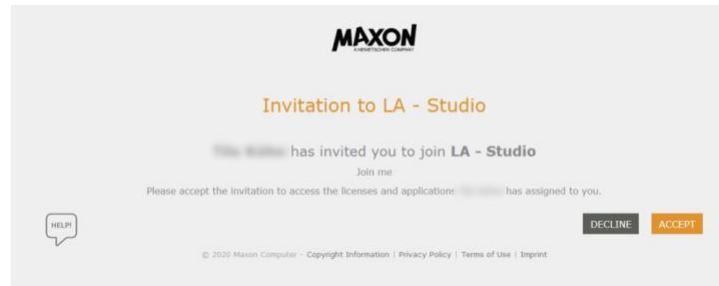 MAXON
A NEMETSCHEK COMPANY
Invitation to LA - Studio
has invited you to join LA - Studio
Join me
Please accept the invitation to access the licenses and applications has assigned to you.
HELP!
DECLINE ACCEPT
© 2020 Maxon Computer - Copyright Information | Privacy Policy | Terms of Use | Imprint